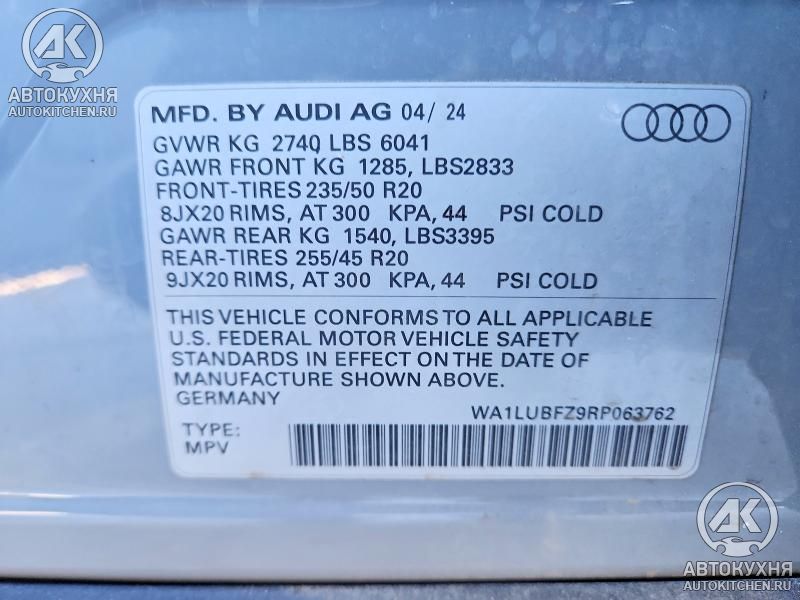 AK
АВТОКУХНЯ
AUTOKITCHEN.RU
MFD. BY AUDI AG 04/ 24
GVWR KG 2740 LBS 6041
GAWR FRONT KG 1285, LBS2833
FRONT-TIRES 235/50 R20
8JX20 RIMS, AT 300 KPA, 44 PSI COLD
GAWR REAR KG 1540, LBS3395
REAR-TIRES 255/45 R20
9JX20 RIMS, AT 300 KPA, 44 PSI COLD
THIS VEHICLE CONFORMS TO ALL APPLICABLE
U.S. FEDERAL MOTOR VEHICLE SAFETY
STANDARDS IN EFFECT ON THE DATE OF
MANUFACTURE SHOWN ABOVE.
GERMANY
WA1LUBFZ9RP063762
TYPE:
MPV
AK
АВТОКУХНЯ
AUTOKITCHEN.RU